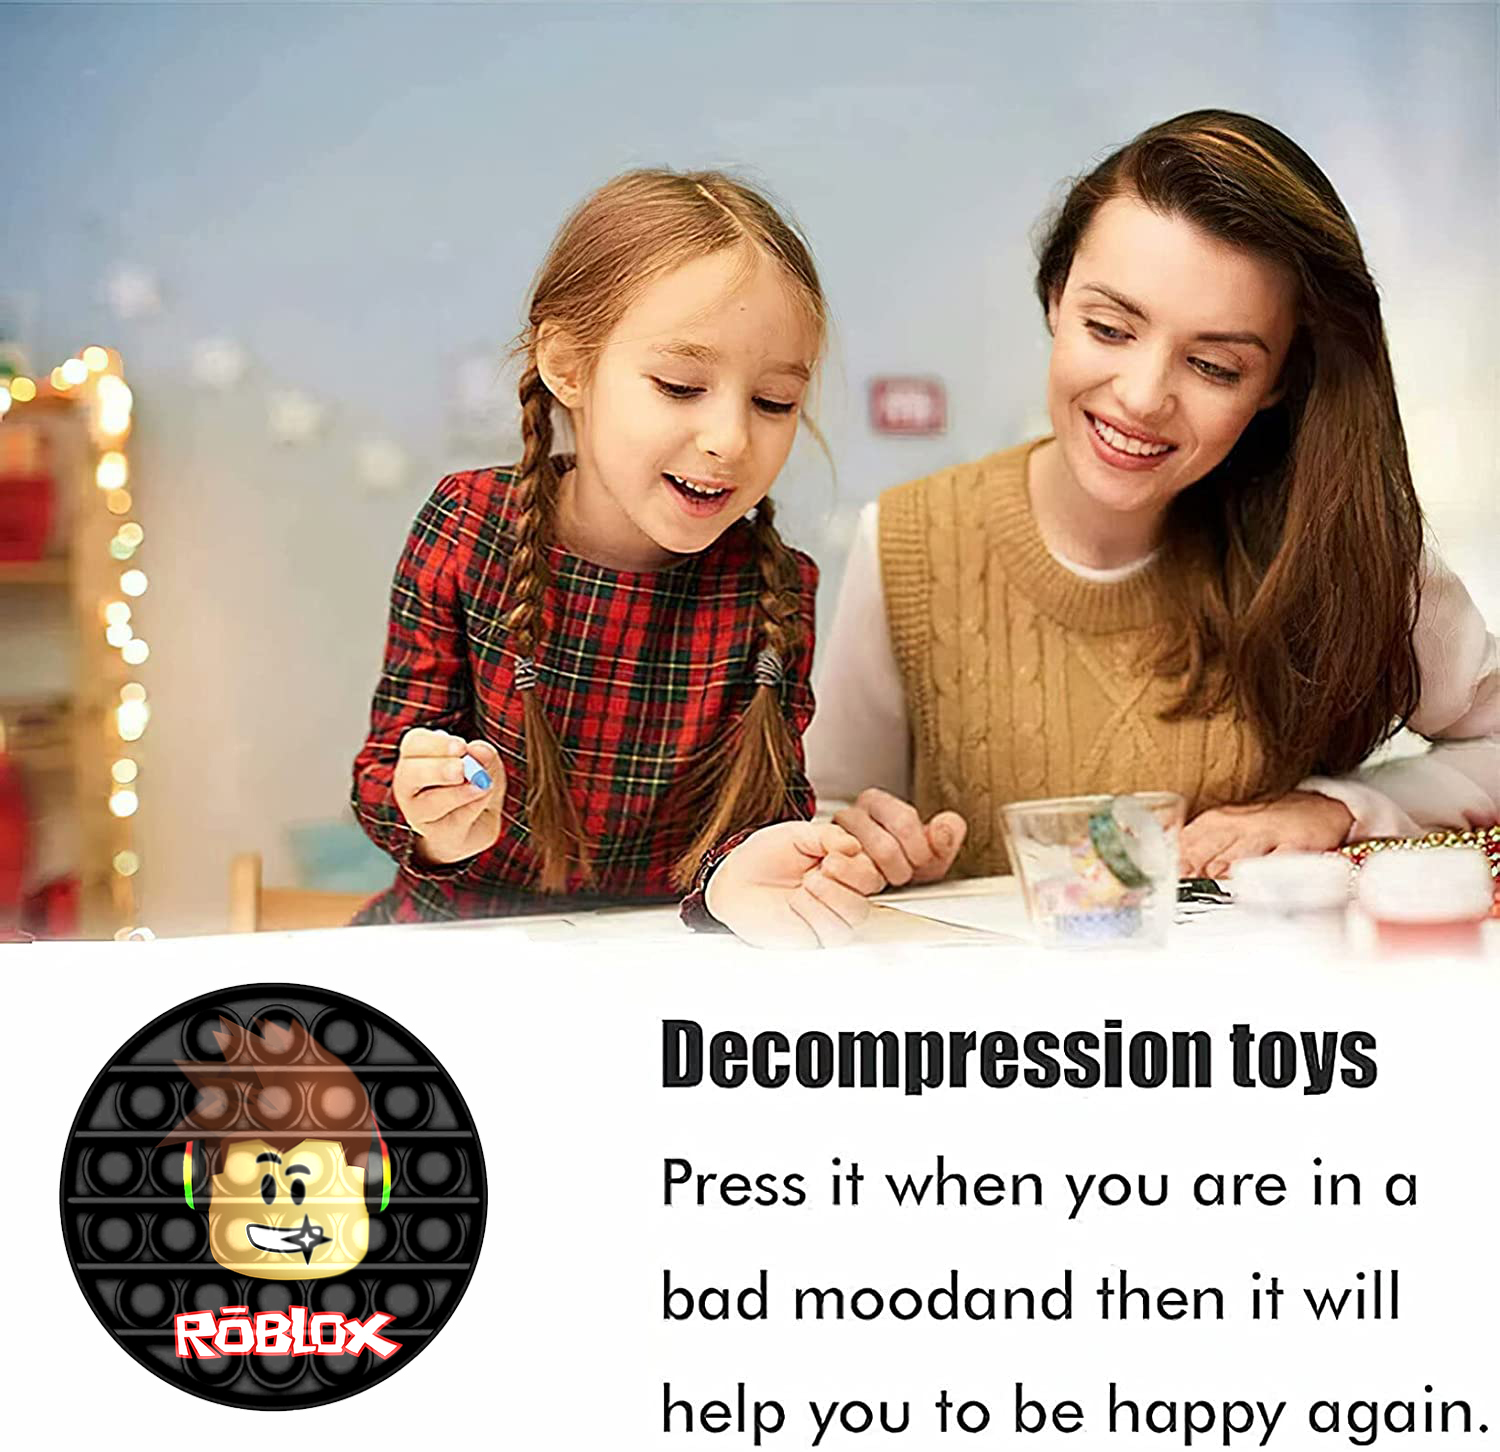 Decompression toys
Press it when you are in a
bad moodand then it will
help you to be happy again.
RŌBLOX